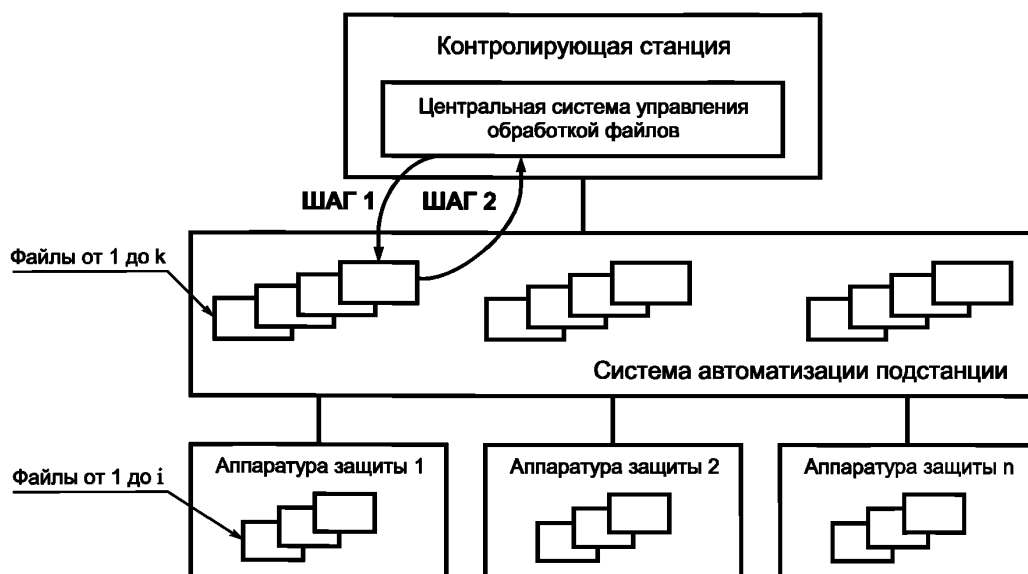 Контролирующая станция
Центральная система управления
обработкой файлов
ШАГ 1
ШАГ 2
Файлы от 1 до k
Система автоматизации подстанции
Аппаратура защиты 1
Аппаратура защиты 2
Аппаратура защиты n
Файлы от 1 до i